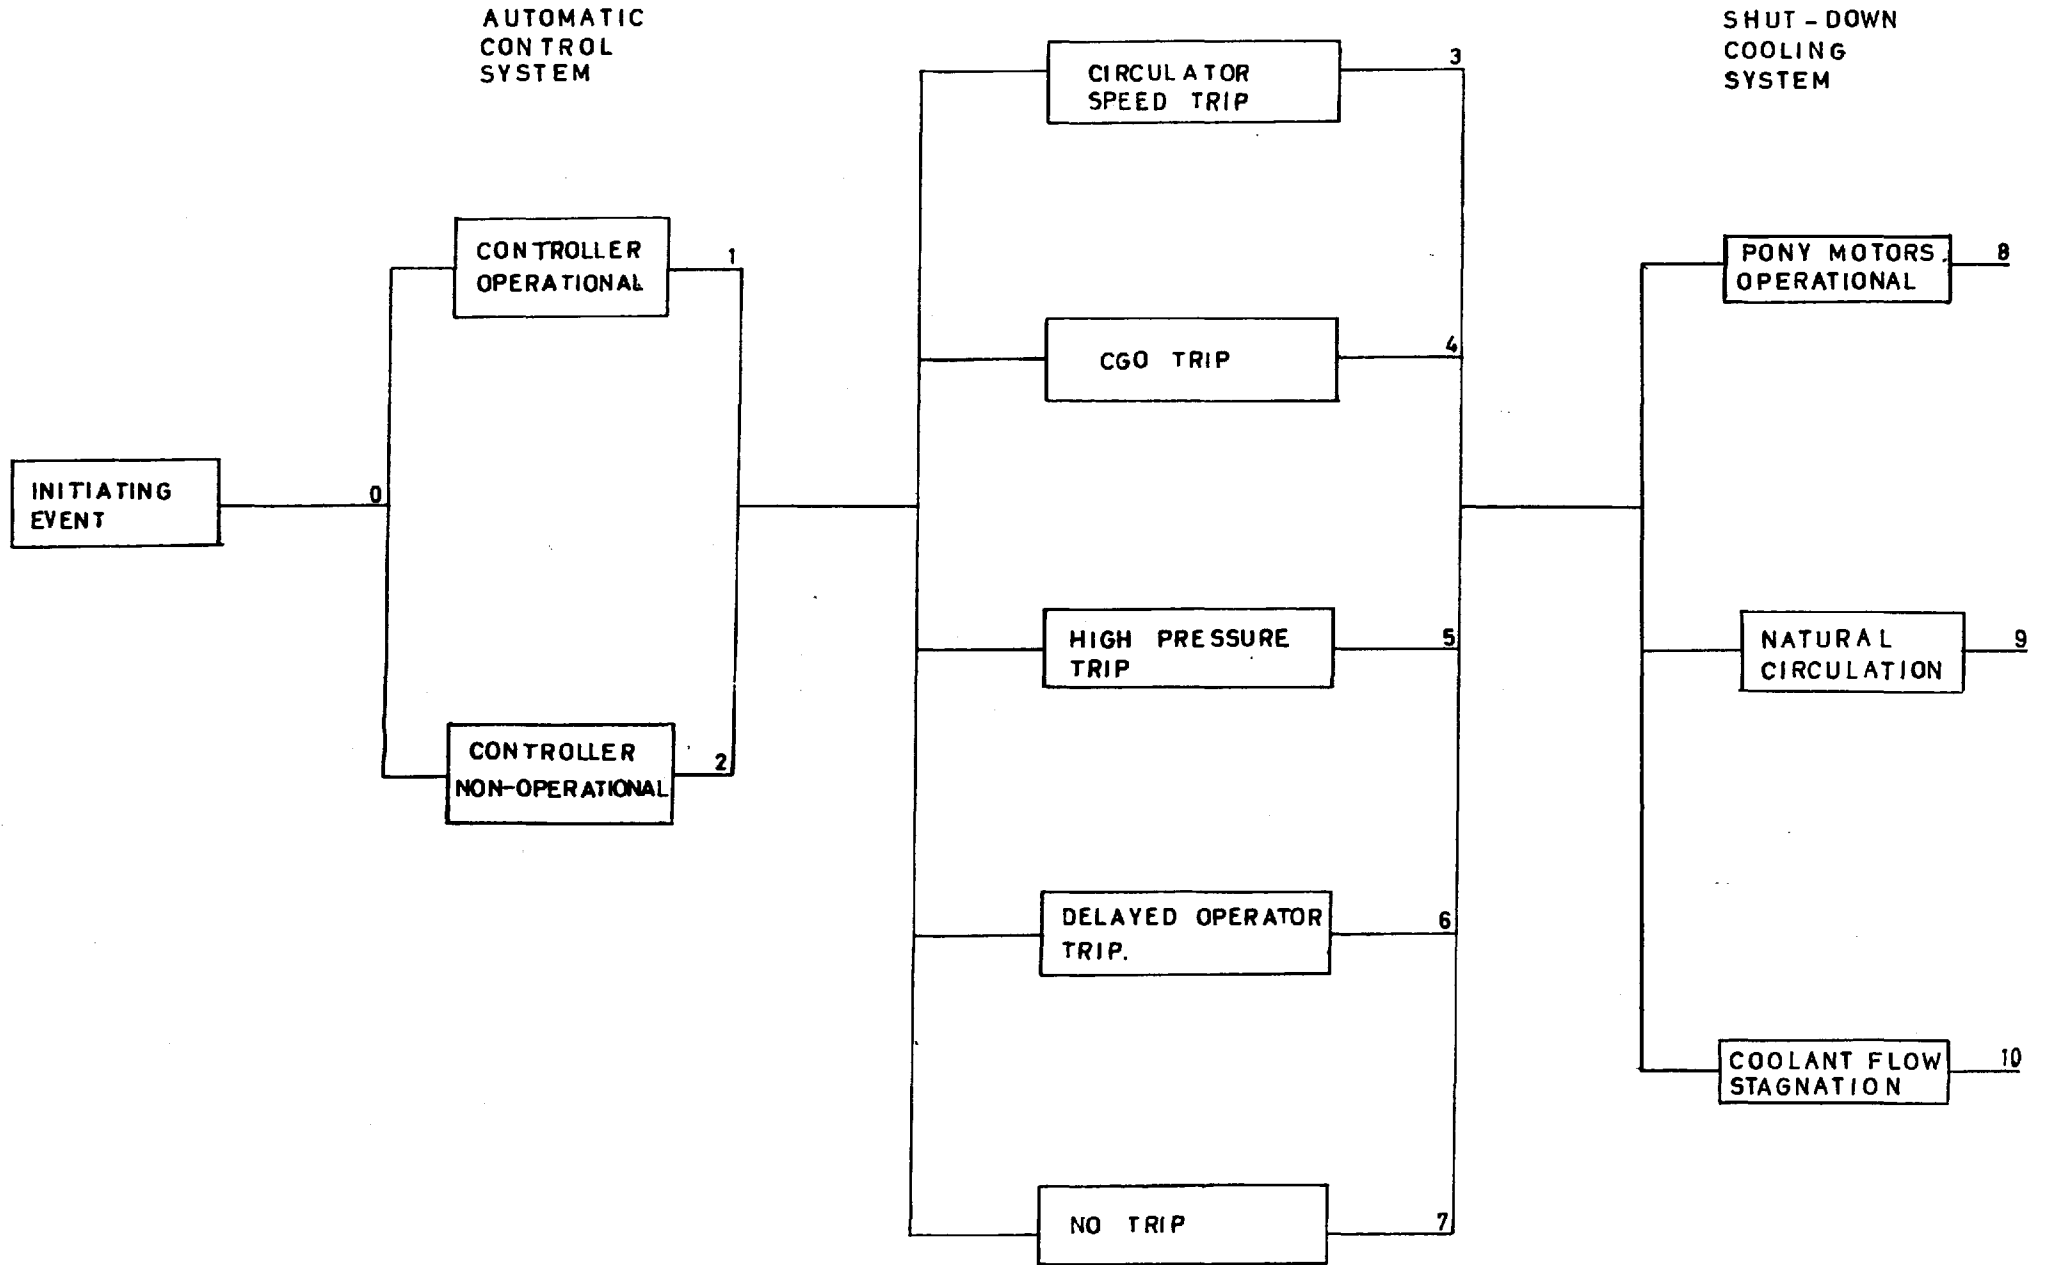 AUTOMATIC
CONTROL
SYSTEM
SHUT-DOWN
COOLING
SYSTEM
INITIATING
EVENT
0
CONTROLLER
OPERATIONAL
1
CONTROLLER
NON-OPERATIONAL
2
CIRCULATOR
SPEED TRIP
3
CGO TRIP
4
HIGH PRESSURE
TRIP
5
DELAYED OPERATOR
TRIP.
6
NO TRIP
7
PONY MOTORS
OPERATIONAL
8
NATURAL
CIRCULATION
9
COOLANT FLOW
STAGNATION
10